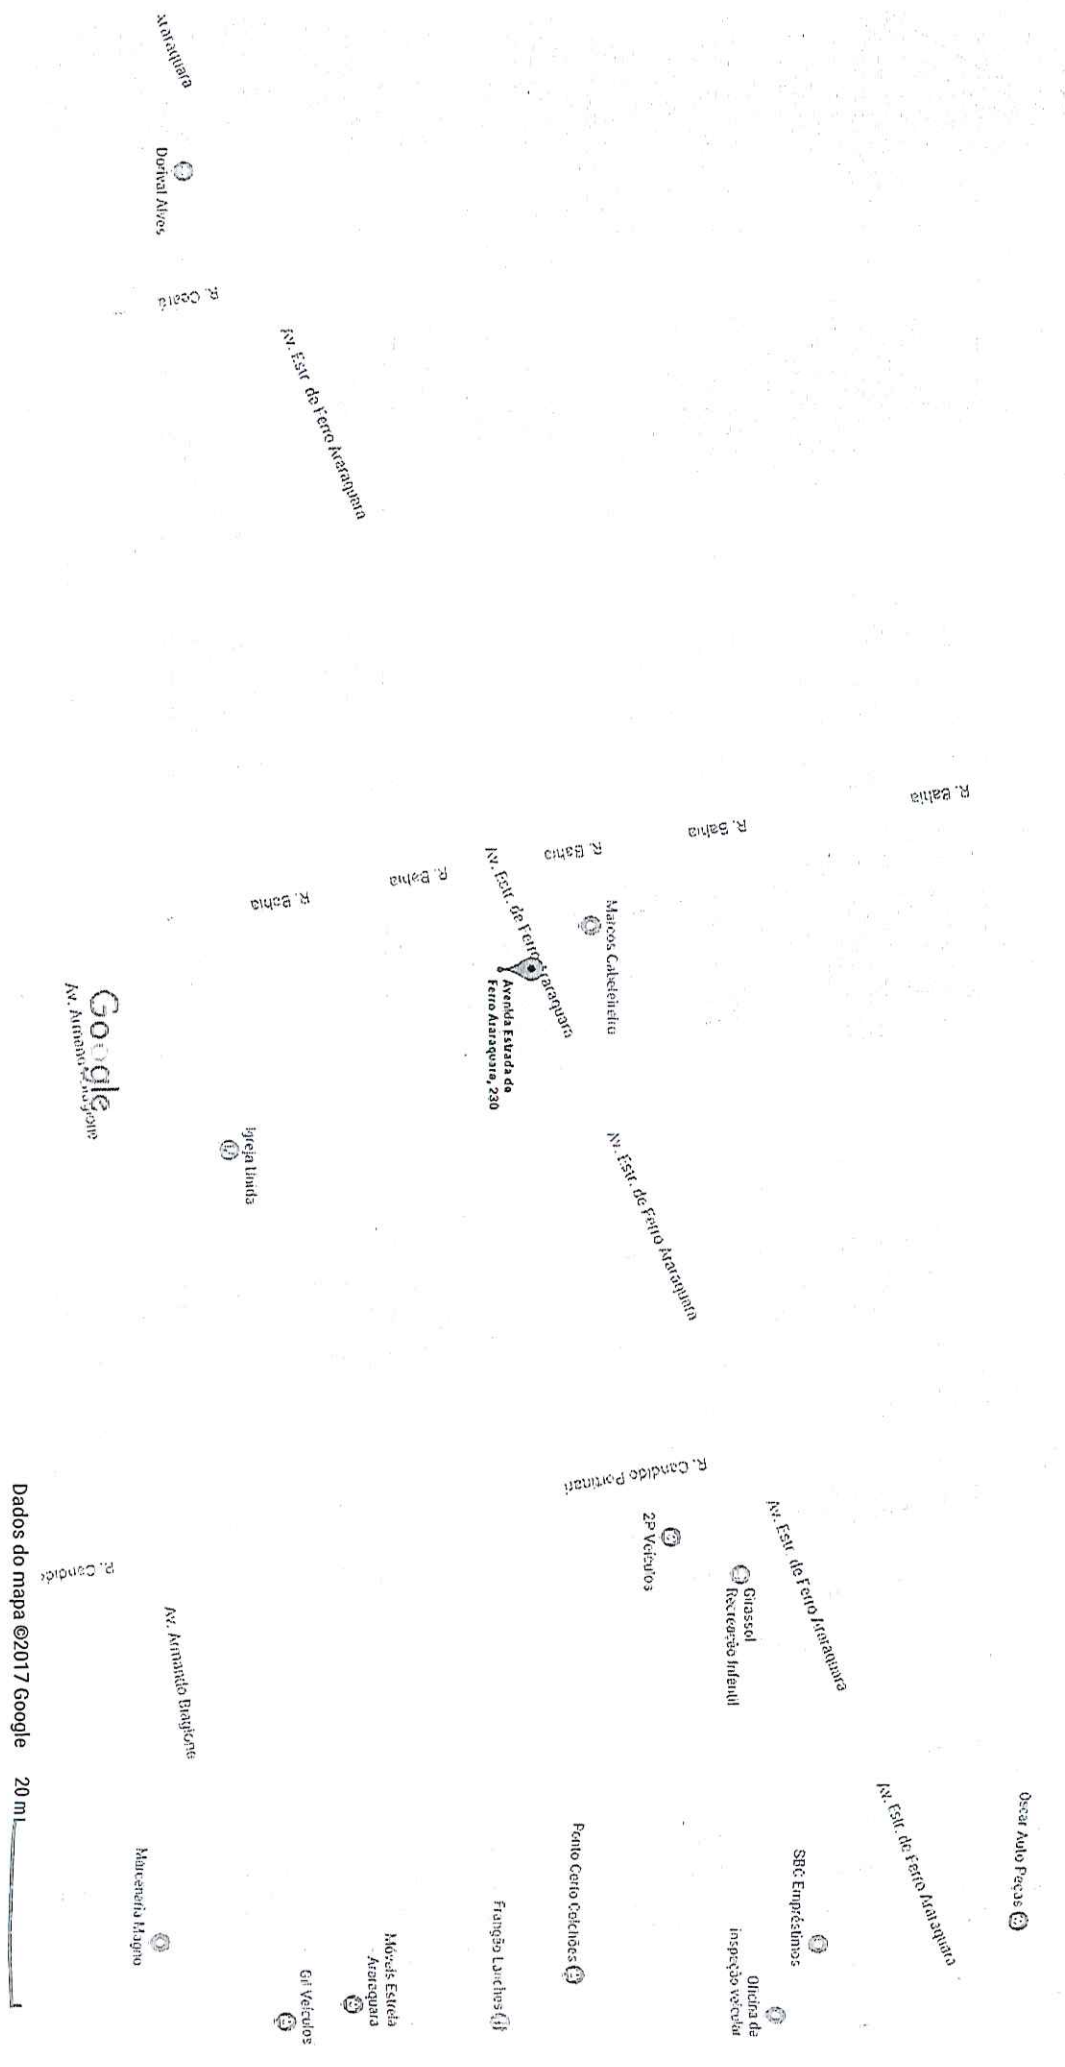 Araraquara
Dorival Alves
R. Ceará
Av. Estr. de Ferro Araraquara
R. Bahia
R. Bahia
R. Bahia
R. Bahia
R. Bahia
Av. Estr. de Ferro Araraquara
Marcos Cabeleireiro
Avenida Estrada de
Ferro Araraquara, 230
Av. Estr. de Ferro Araraquara
Igreja Unida
Google
Av. Armando Biagione
R. Candido Portinari
Av. Estr. de Ferro Araraquara
2P Veículos
Girassol
Recreação Infantil
R. Candido
Av. Armando Biagione
Av. Estr. de Ferro Araraquara
Oscar Auto Peças
SBC Empréstimos
Oficina da
inspeção veicular
Ponto Certo Colchões
Frangão Lanches
Móveis Estrela
Araraquara
Gil Veículos
Marcenaria Magno
Dados do mapa ©2017 Google 20 m